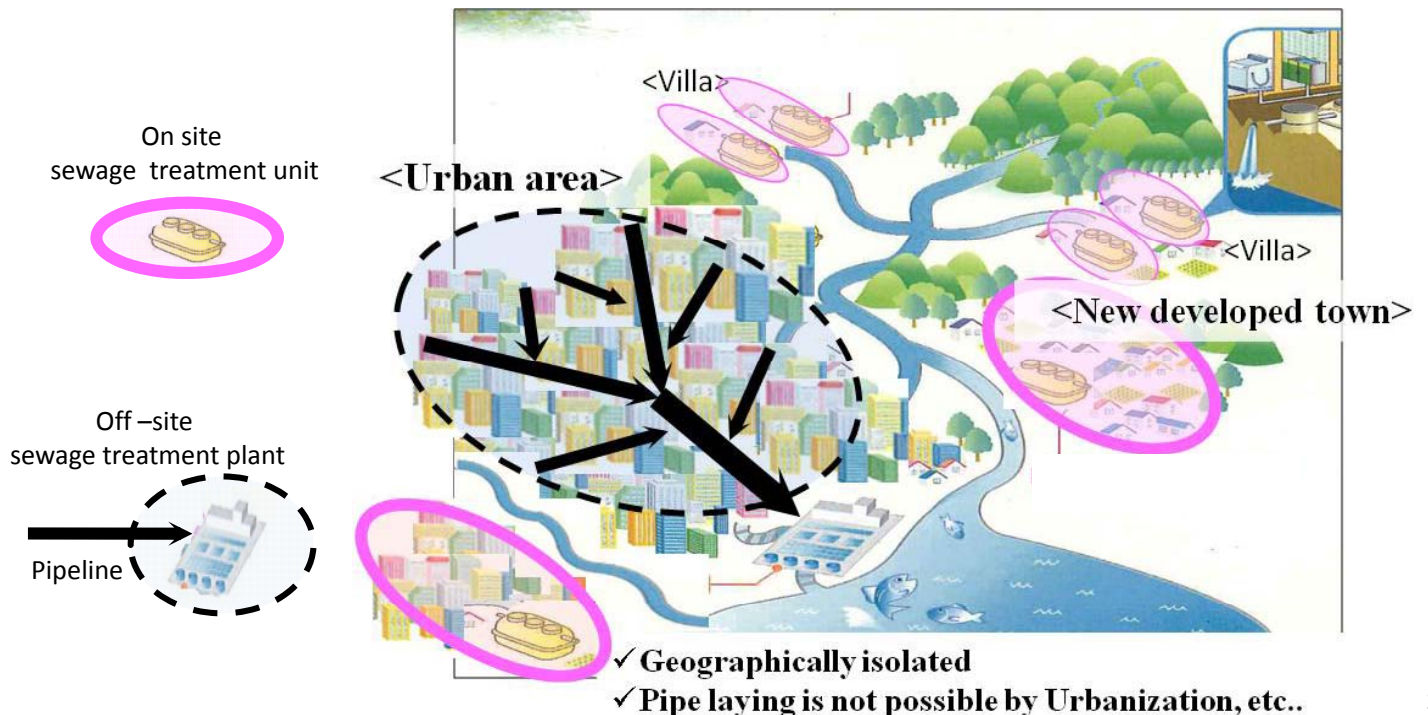 <Villa>
On site
sewage treatment unit
<Urban area>
<Villa>
<New developed town>
Off –site
sewage treatment plant
Pipeline
✓ Geographically isolated
✓ Pipe laying is not possible by Urbanization, etc..